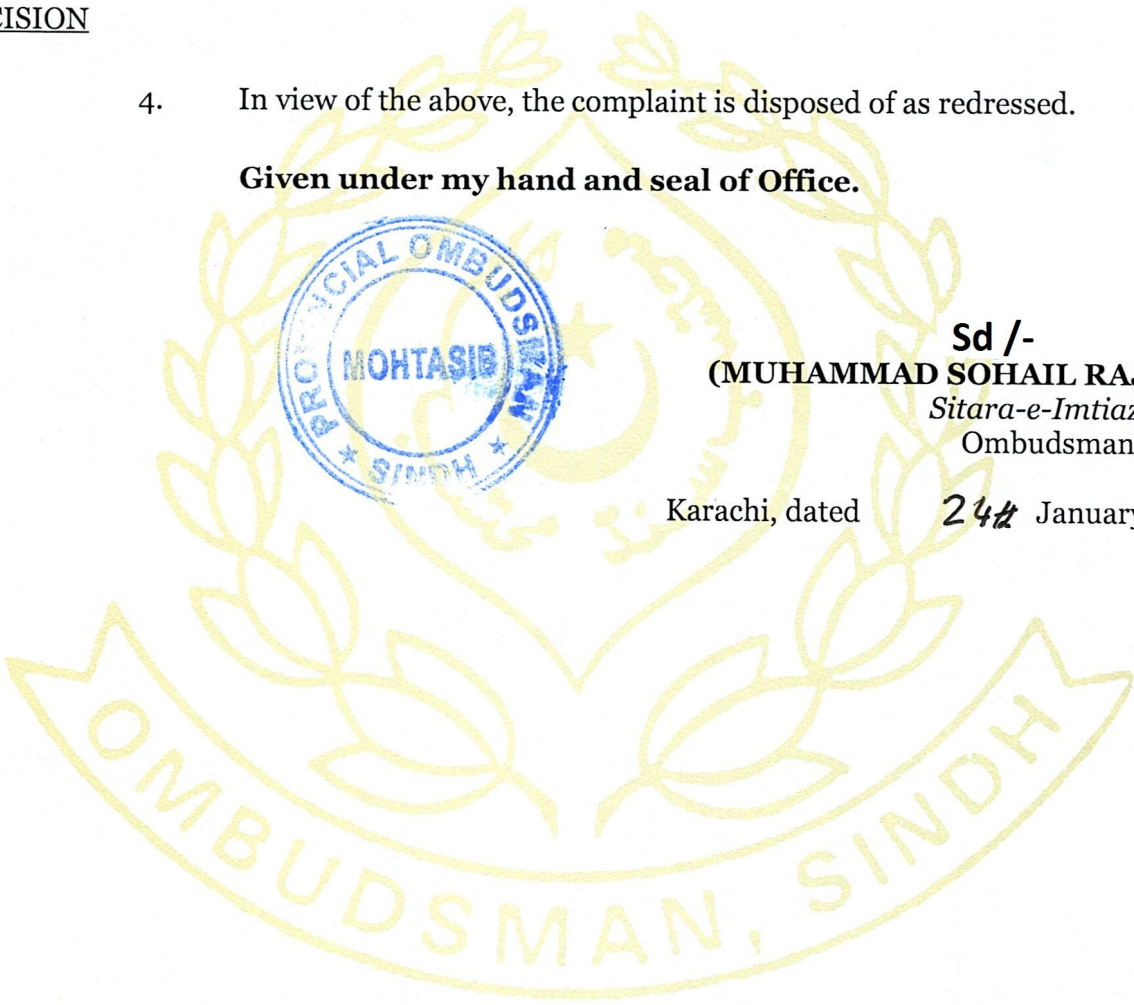 CISION
4. In view of the above, the complaint is disposed of as redressed.
Given under my hand and seal of Office.
PROVINCIAL OMBUDSMAN
MOHTASIB
★ SINDH ★
Sd /-
(MUHAMMAD SOHAIL RAJ
Sitara-e-Imtiaz
Ombudsman
Karachi, dated 24th January
OMBUDSMAN, SINDH